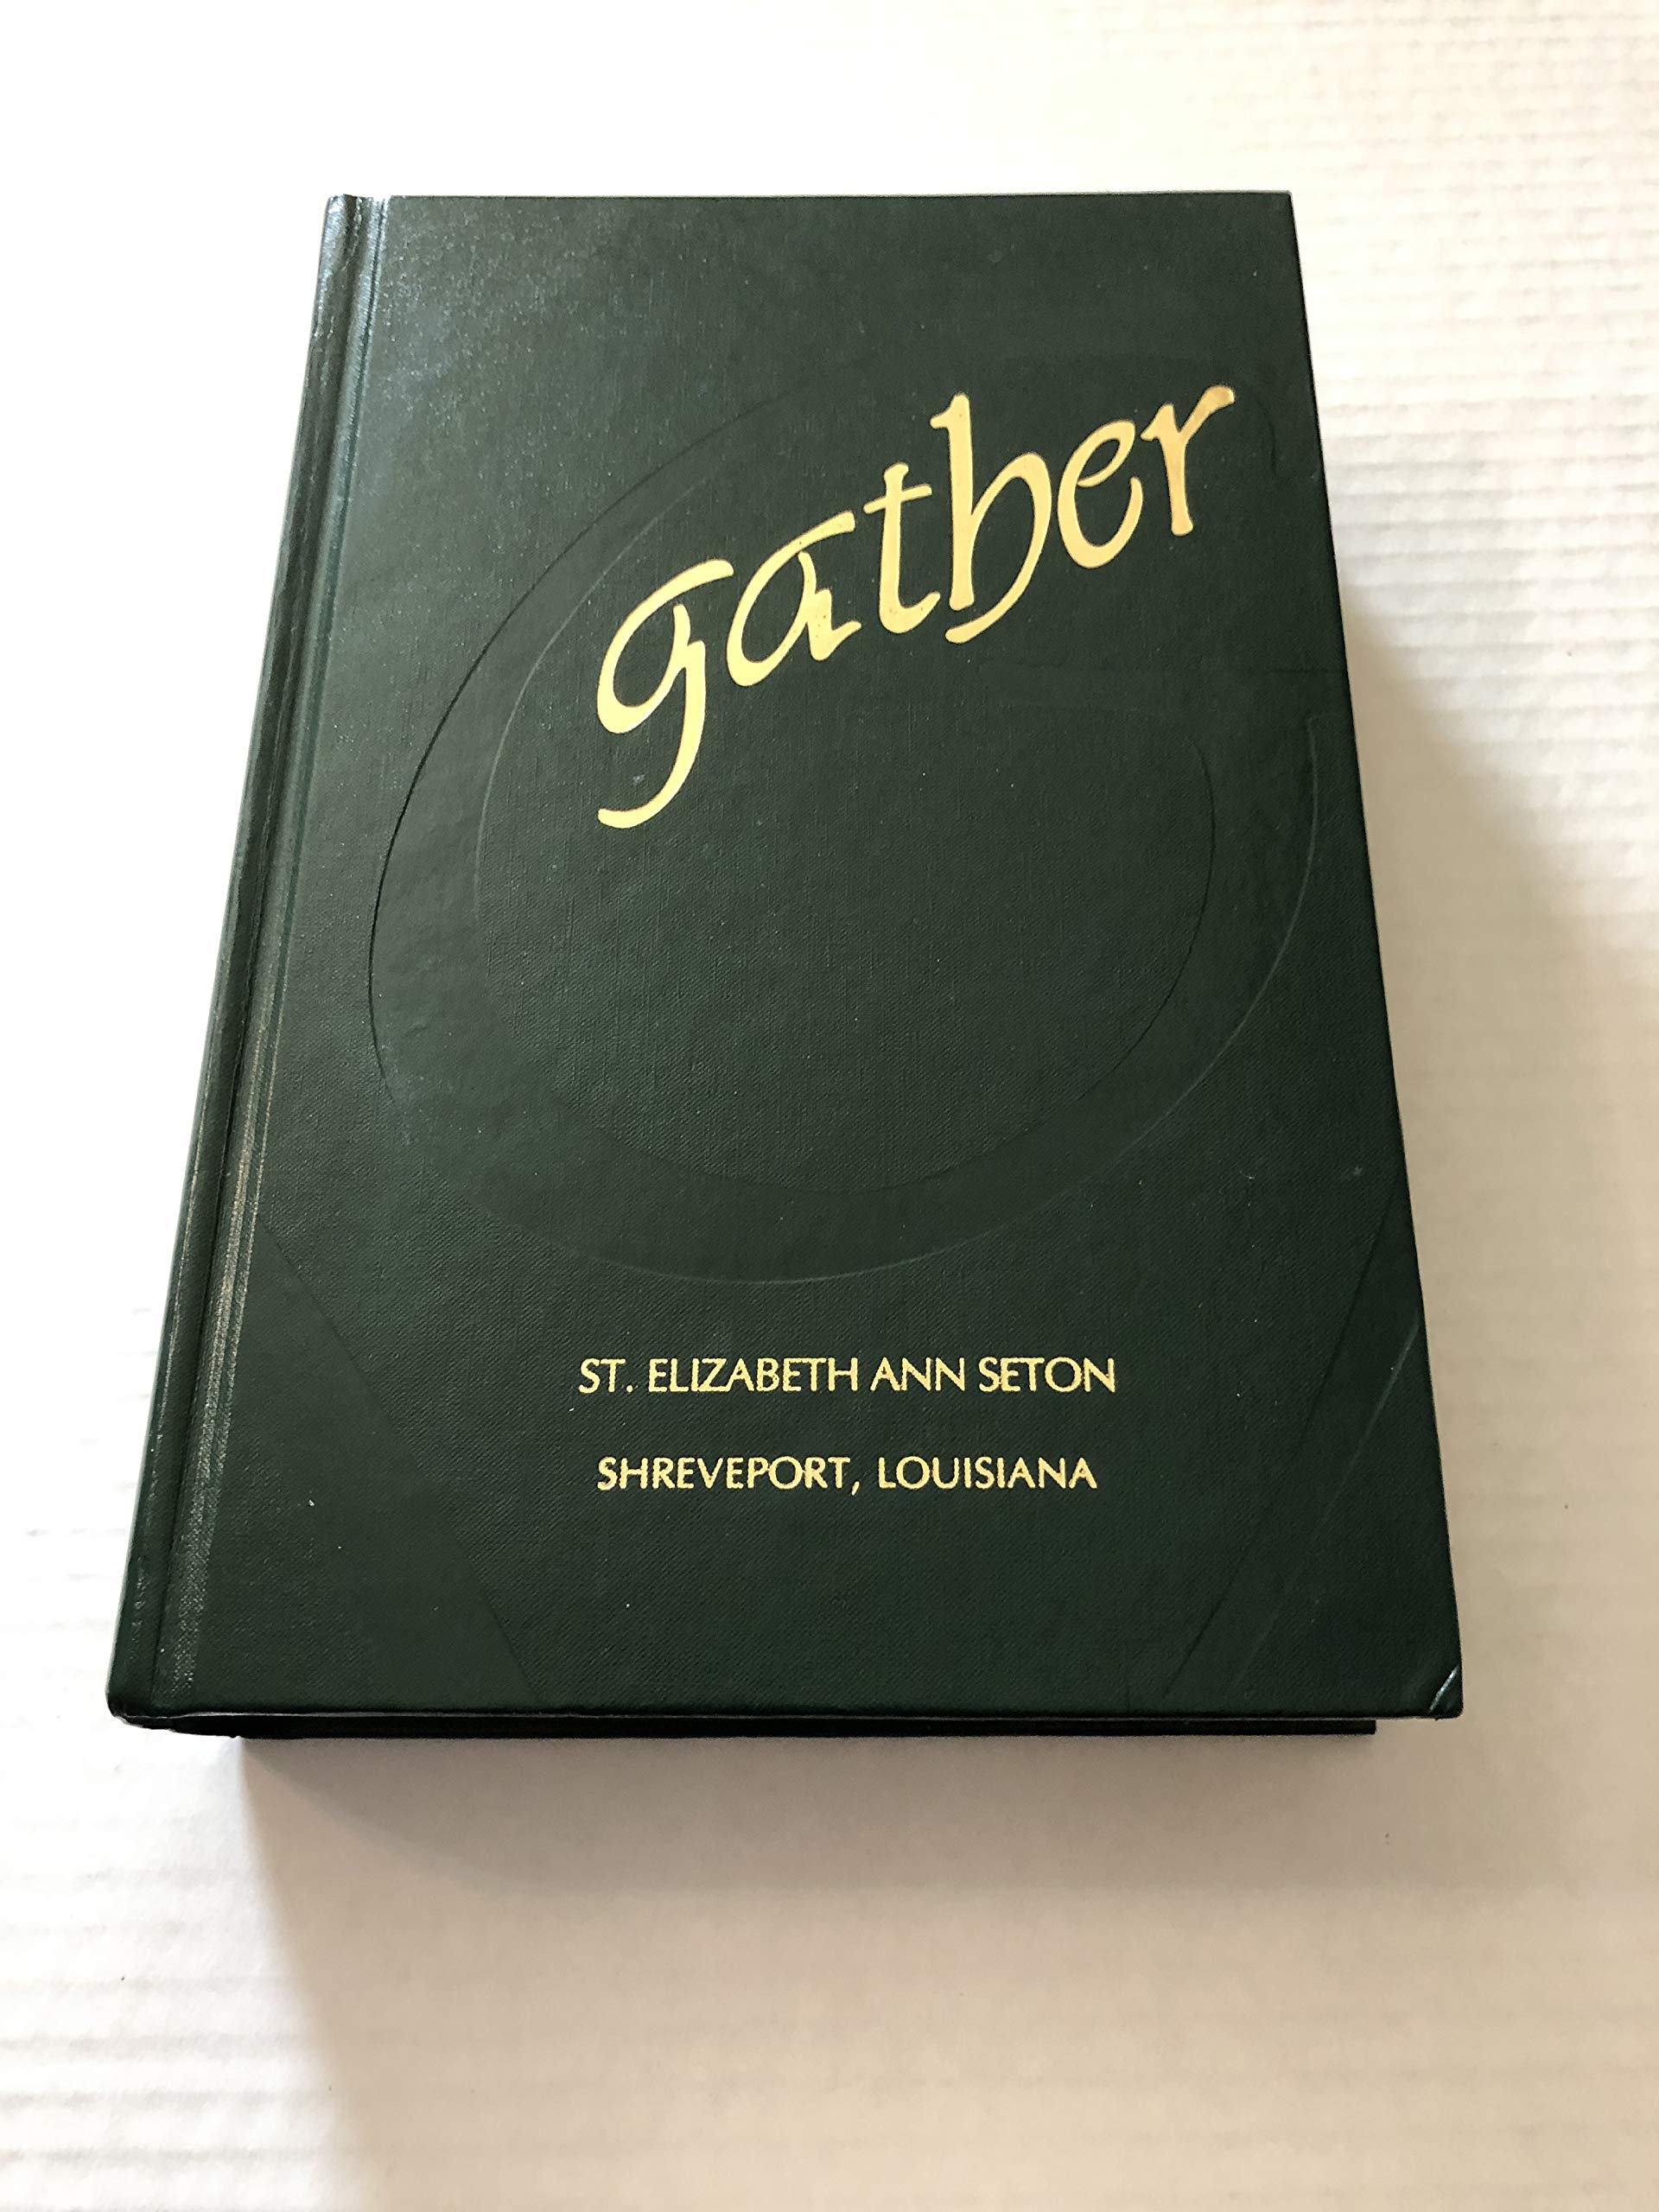 gather
ST. ELIZABETH ANN SETON
SHREVEPORT, LOUISIANA